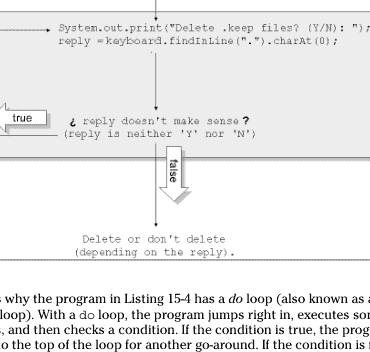 System.out.print("Delete .keep files? (Y/N): ");
reply =keyboard.findInLine(".").charAt(0);
true
¿ reply doesn't make sense ?
(reply is neither 'Y' nor 'N')
false
Delete or don't delete
(depending on the reply).
why the program in Listing 15-4 has a do loop (also known as a
loop). With a do loop, the program jumps right in, executes
and then checks a condition. If the condition is true, the
the top of the loop for another go-around. If the condition is